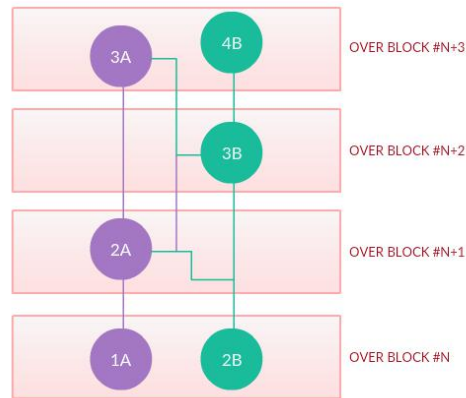 3A
4B
OVER BLOCK #N+3
3B
OVER BLOCK #N+2
2A
OVER BLOCK #N+1
1A
2B
OVER BLOCK #N